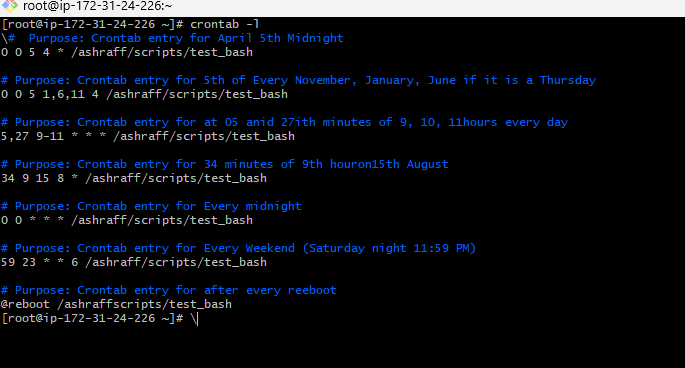 root@ip-172-31-24-226:~
[root@ip-172-31-24-226 ~]# crontab -l
\#  Purpose: Crontab entry for April 5th Midnight
0 0 5 4 * /ashraff/scripts/test_bash
# Purpose: Crontab entry for 5th of Every November, January, June if it is a Thursday
0 0 5 1,6,11 4 /ashraff/scripts/test_bash
# Purpose: Crontab entry for at 05 anid 27ith minutes of 9, 10, 11hours every day
5,27 9-11 * * * /ashraff/scripts/test_bash
# Purpose: Crontab entry for 34 minutes of 9th houron15th August
34 9 15 8 * /ashraff/scripts/test_bash
# Purpose: Crontab entry for Every midnight
0 0 * * * /ashraff/scripts/test_bash
# Purpose: Crontab entry for Every Weekend (Saturday night 11:59 PM)
59 23 * * 6 /ashraff/scripts/test_bash
# Purpose: Crontab entry for after every reeboot
@reboot /ashraffscripts/test_bash
[root@ip-172-31-24-226 ~]# \